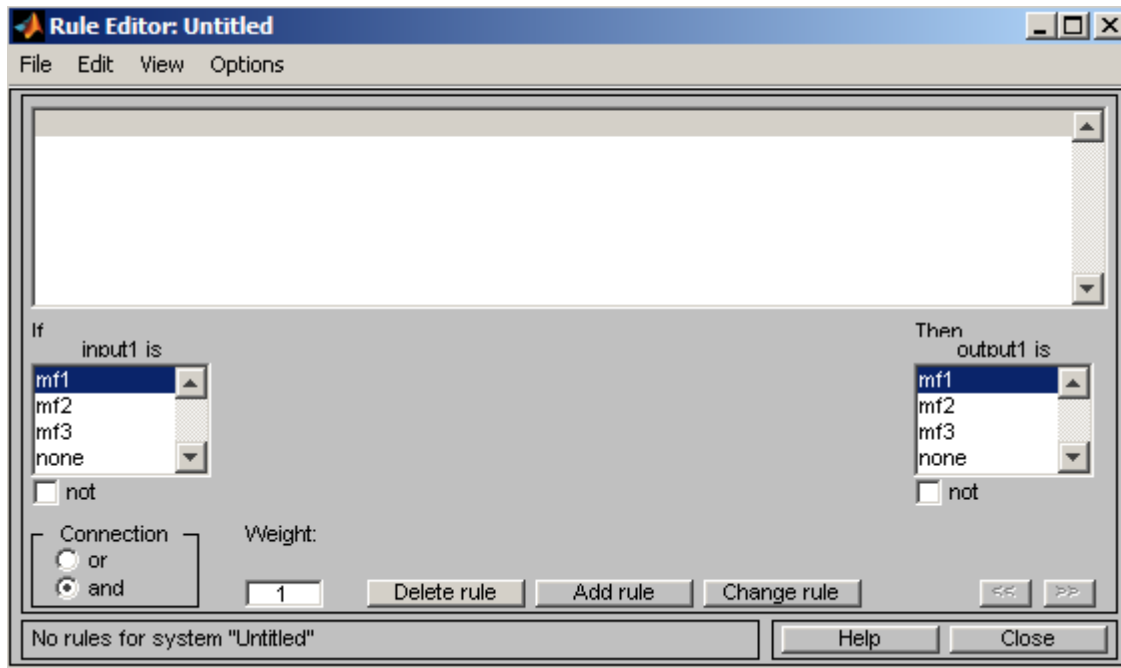 Rule Editor: Untitled
File Edit View Options
If
input1 is
mf1
mf2
mf3
none
not
Then
output1 is
mf1
mf2
mf3
none
not
Connection
or
and
Weight:
1
Delete rule Add rule Change rule << >>
No rules for system "Untitled" Help Close